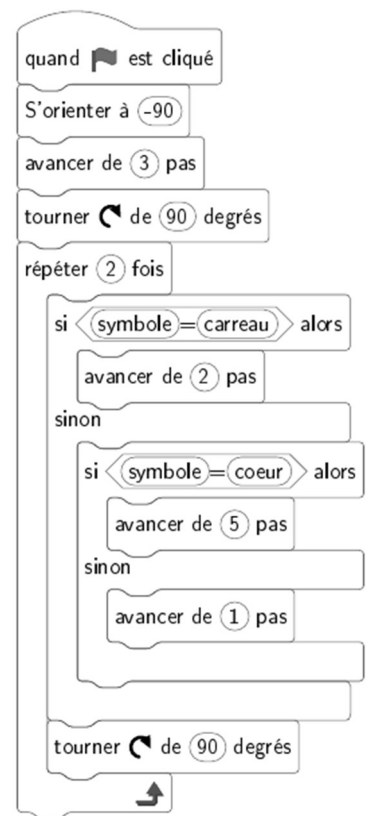 quand est cliqué
S'orienter à -90
avancer de 3 pas
tourner de 90 degrés
répéter 2 fois
si symbole=carreau alors
avancer de 2 pas
sinon
si symbole=coeur alors
avancer de 5 pas
sinon
avancer de 1 pas
tourner de 90 degrés